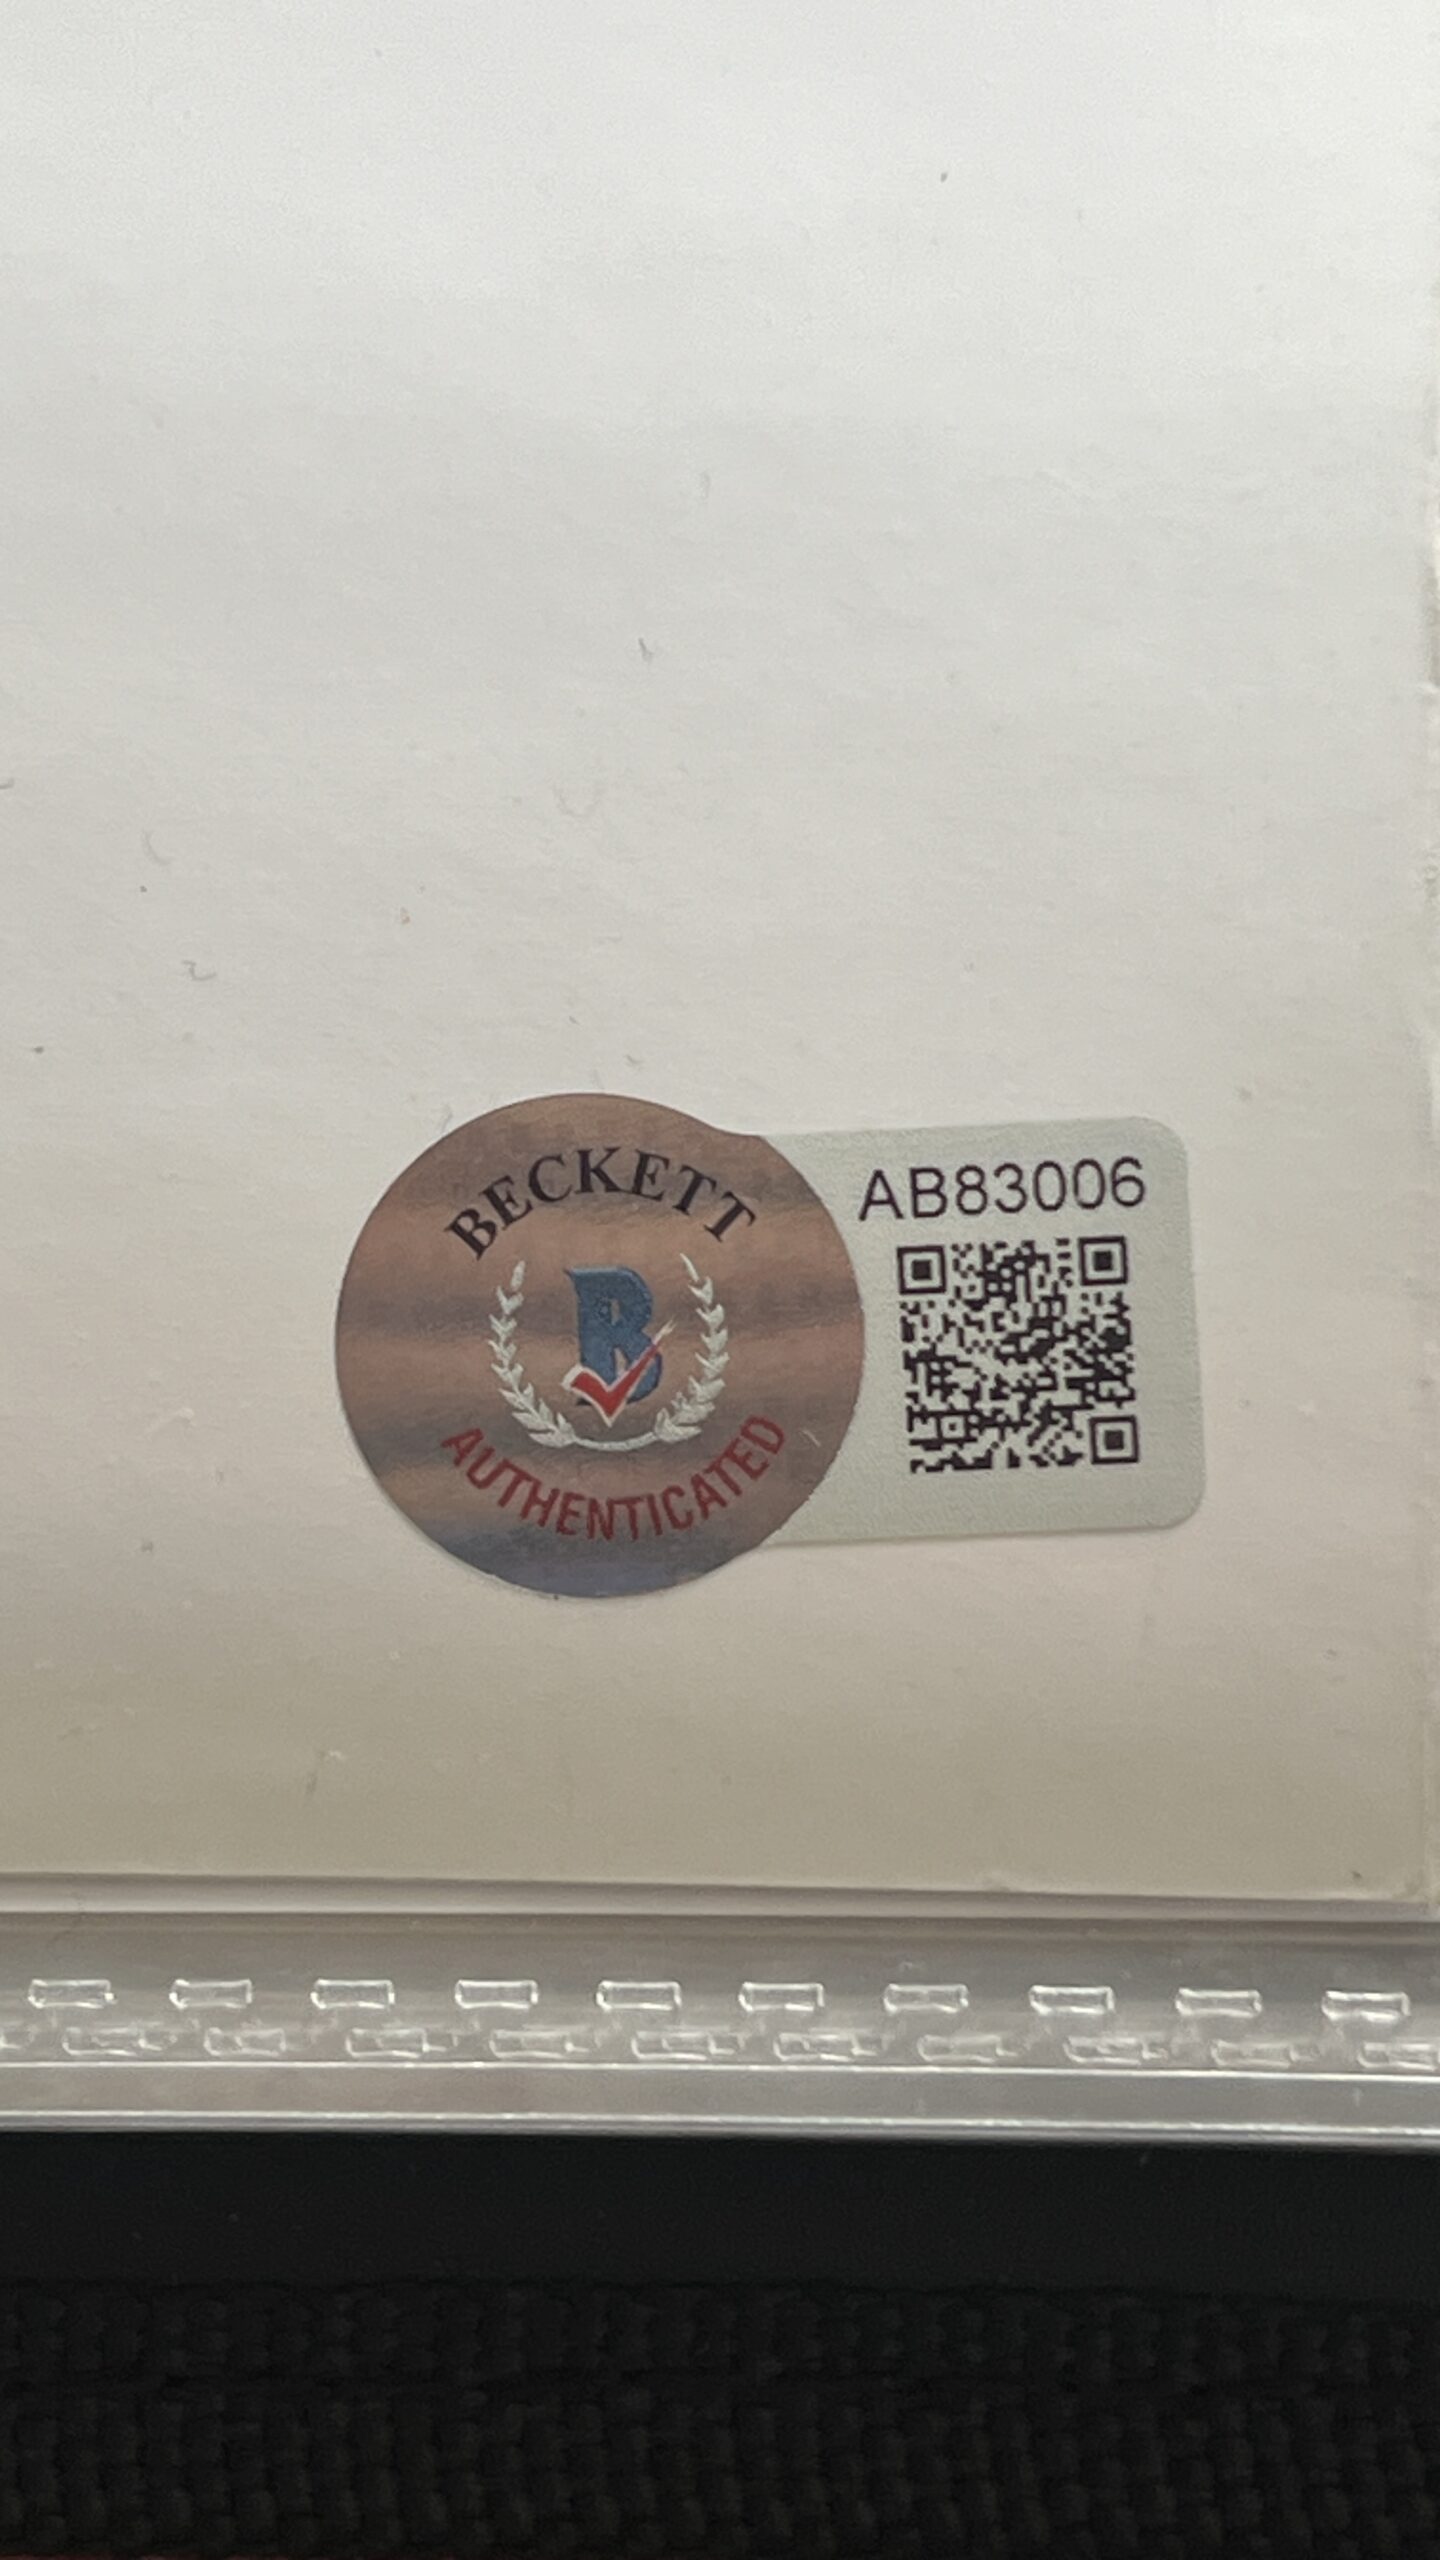 BECKETT
B
AUTHENTICATED
AB83006